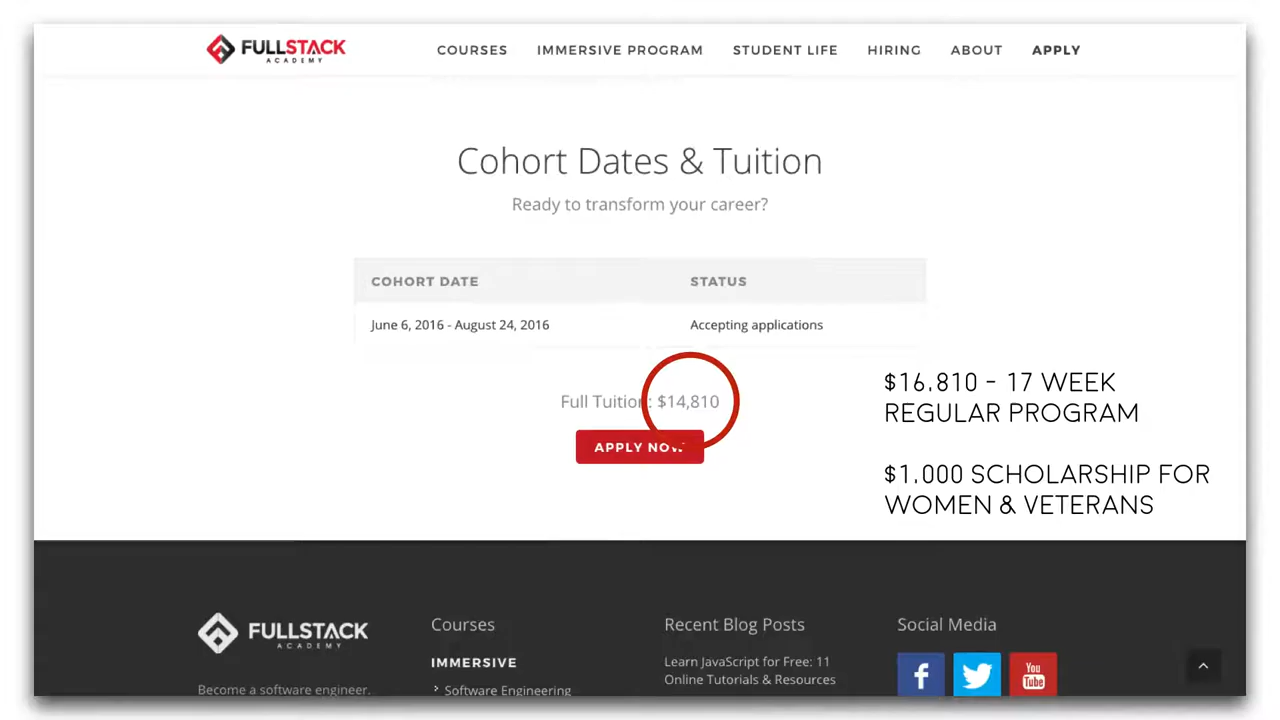 FULLSTACK
ACADEMY
COURSES IMMERSIVE PROGRAM STUDENT LIFE HIRING ABOUT APPLY
Cohort Dates & Tuition
Ready to transform your career?
COHORT DATE STATUS
June 6, 2016 - August 24, 2016 Accepting applications
Full Tuition: $14,810
APPLY NOW
$16.810 - 17 WEEK
REGULAR PROGRAM
$1.000 SCHOLARSHIP FOR
WOMEN & VETERANS
FULLSTACK
ACADEMY
Become a software engineer.
Courses
IMMERSIVE
Software Engineering
Recent Blog Posts
Learn JavaScript for Free: 11
Online Tutorials & Resources
Social Media
f
You
Tube